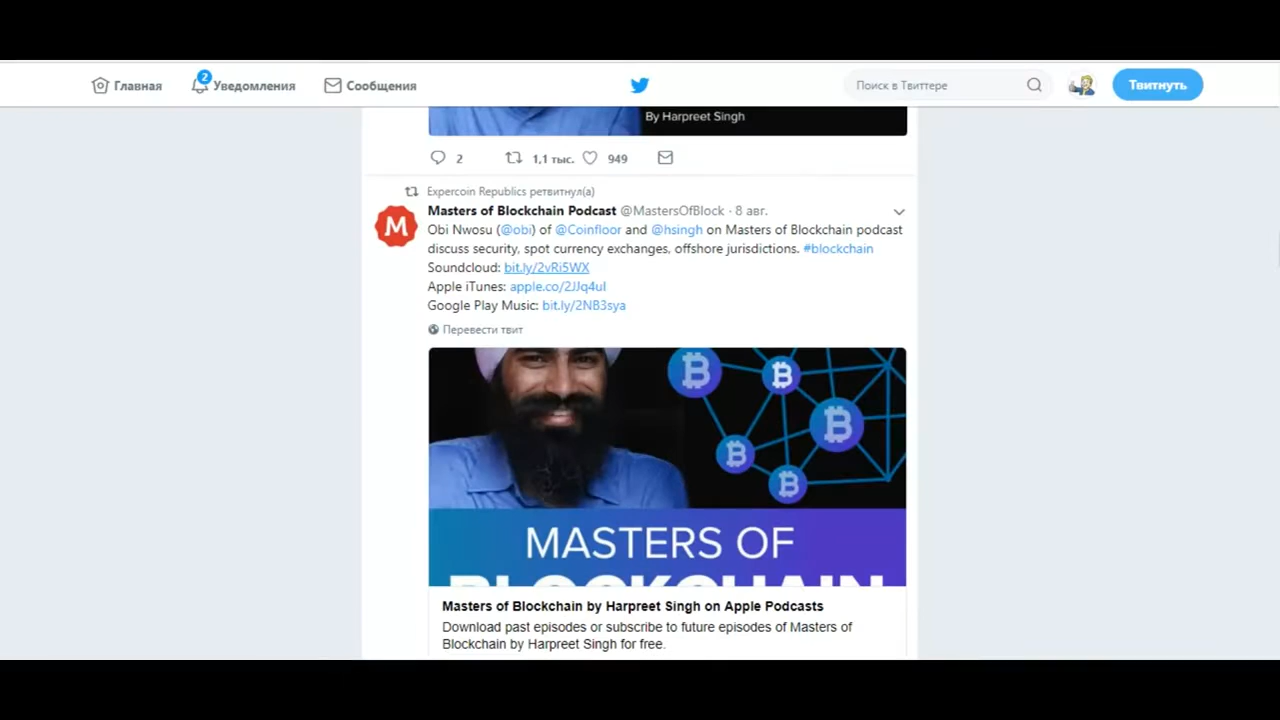 Главная
2
Уведомления
Сообщения
Поиск в Твиттере
Твитнуть
By Harpreet Singh
2 1,1 тыс. 949
Expercoin Republics ретвитнул(а)
M
Masters of Blockchain Podcast @MastersOfBlock · 8 авг.
Obi Nwosu (@obi) of @Coinfloor and @hsingh on Masters of Blockchain podcast
discuss security, spot currency exchanges, offshore jurisdictions. #blockchain
Soundcloud: bit.ly/2vRi5WX
Apple iTunes: apple.co/2JJq4uI
Google Play Music: bit.ly/2NB3sya
Перевести твит
MASTERS OF
BLOCKCHAIN
Masters of Blockchain by Harpreet Singh on Apple Podcasts
Download past episodes or subscribe to future episodes of Masters of
Blockchain by Harpreet Singh for free.